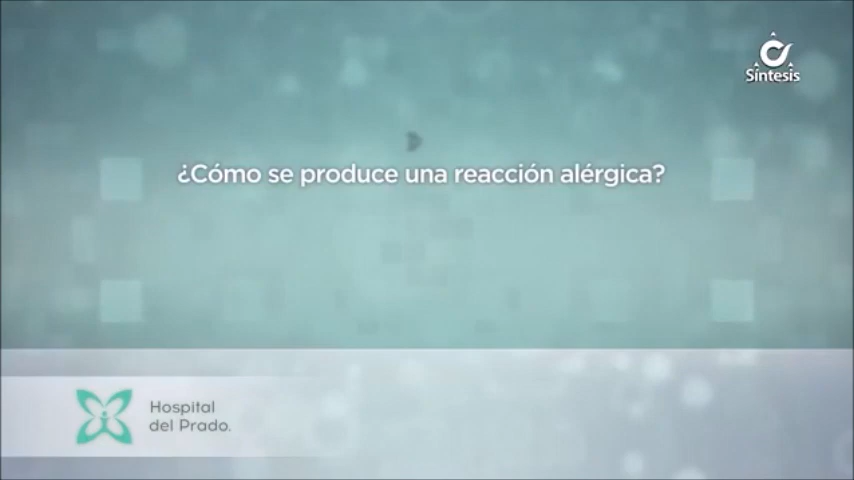 Síntesis
¿Cómo se produce una reacción alérgica?
Hospital
del Prado.